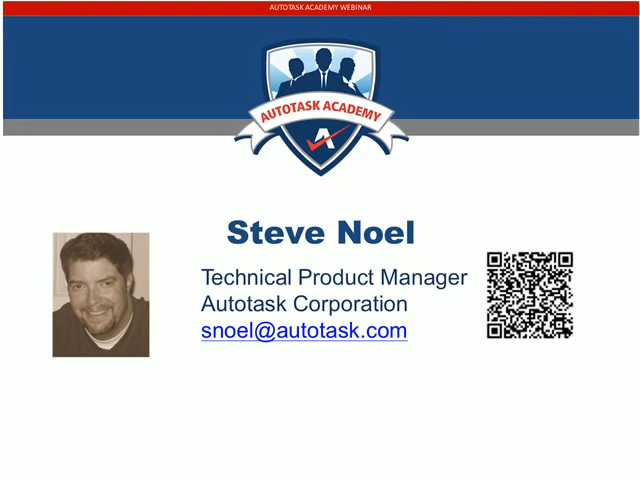 AUTOTASK ACADEMY WEBINAR
AUTOTASK ACADEMY
Steve Noel
Technical Product Manager
Autotask Corporation
snoel@autotask.com